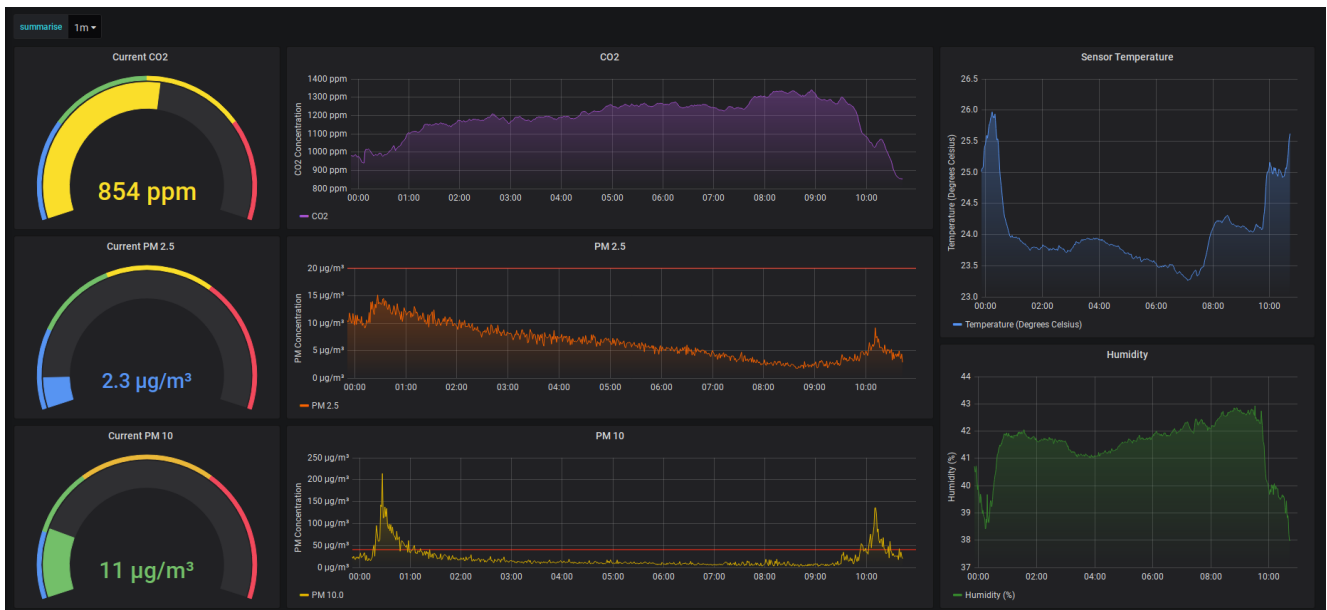 summarise 1m
Current CO2
854 ppm
CO2
CO2 Concentration
1400 ppm
1300 ppm
1200 ppm
1100 ppm
1000 ppm
900 ppm
800 ppm
00:00 01:00 02:00 03:00 04:00 05:00 06:00 07:00 08:00 09:00 10:00
CO2
Sensor Temperature
Temperature (Degrees Celsius)
26.5
26.0
25.5
25.0
24.5
24.0
23.5
23.0
00:00 02:00 04:00 06:00 08:00 10:00
Temperature (Degrees Celsius)
Current PM 2.5
2.3 µg/m³
PM 2.5
PM Concentration
20 µg/m³
15 µg/m³
10 µg/m³
5 µg/m³
0 µg/m³
00:00 01:00 02:00 03:00 04:00 05:00 06:00 07:00 08:00 09:00 10:00
PM 2.5
Humidity
Humidity (%)
44
43
42
41
40
39
38
37
00:00 02:00 04:00 06:00 08:00 10:00
Humidity (%)
Current PM 10
11 µg/m³
PM 10
PM Concentration
250 µg/m³
200 µg/m³
150 µg/m³
100 µg/m³
50 µg/m³
0 µg/m³
00:00 01:00 02:00 03:00 04:00 05:00 06:00 07:00 08:00 09:00 10:00
PM 10.0